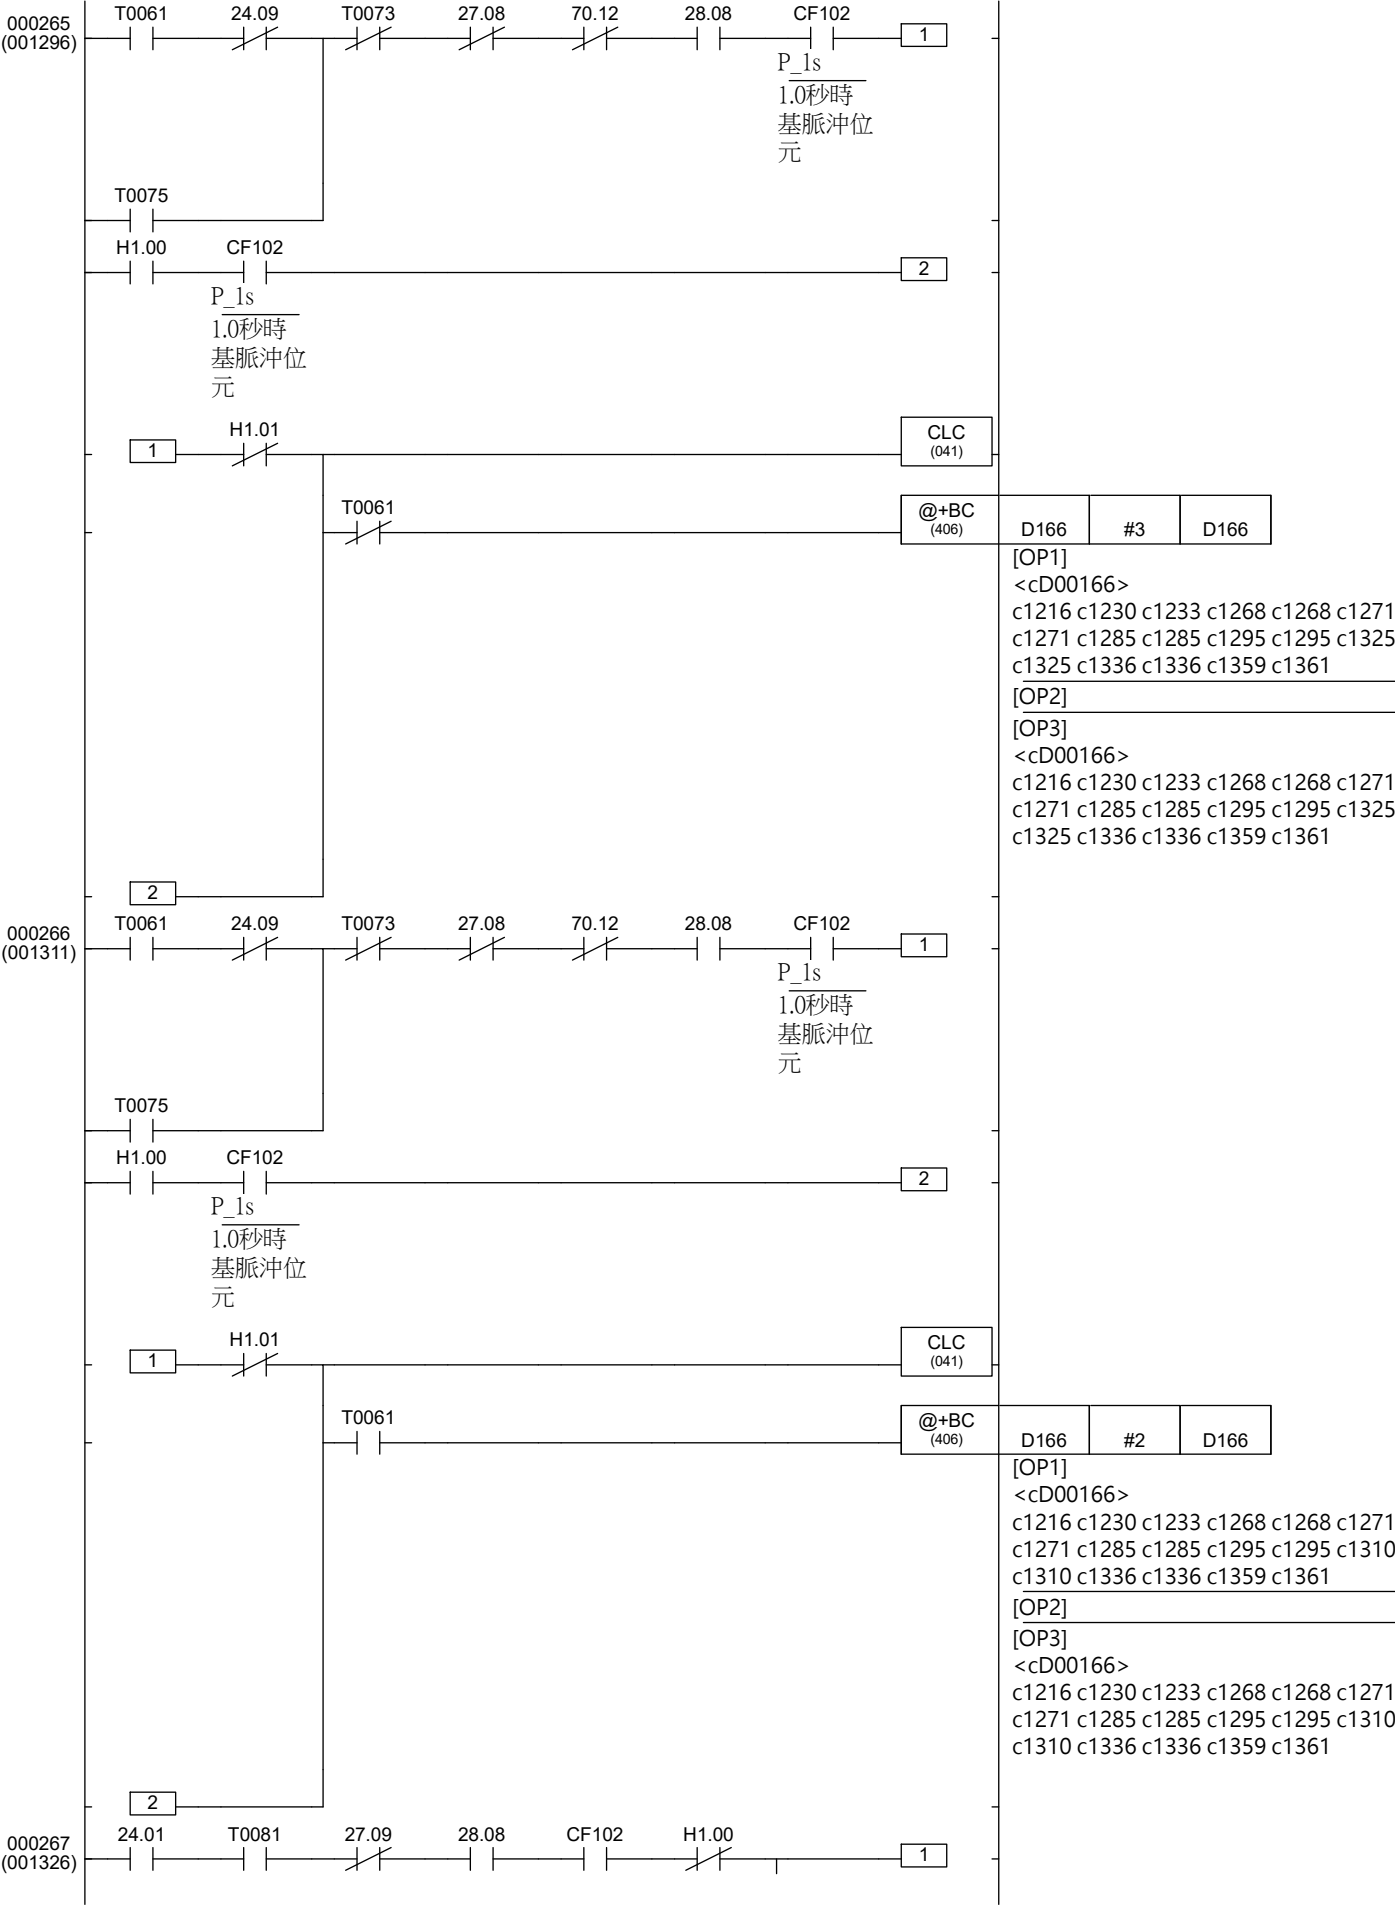 T0061 24.09 T0073 27.08 70.12 28.08 CF102
000265
(001296)
1
P_1s
1.0秒時
基脈沖位
元
T0075
H1.00 CF102
2
P_1s
1.0秒時
基脈沖位
元
H1.01
1
CLC
(041)
T0061
@+BC
(406)
D166 #3 D166
[OP1]
<cD00166>
c1216 c1230 c1233 c1268 c1268 c1271
c1271 c1285 c1285 c1295 c1295 c1325
c1325 c1336 c1336 c1359 c1361
[OP2]
[OP3]
<cD00166>
c1216 c1230 c1233 c1268 c1268 c1271
c1271 c1285 c1285 c1295 c1295 c1325
c1325 c1336 c1336 c1359 c1361
2
T0061 24.09 T0073 27.08 70.12 28.08 CF102
000266
(001311)
1
P_1s
1.0秒時
基脈沖位
元
T0075
H1.00 CF102
2
P_1s
1.0秒時
基脈沖位
元
H1.01
1
CLC
(041)
T0061
@+BC
(406)
D166 #2 D166
[OP1]
<cD00166>
c1216 c1230 c1233 c1268 c1268 c1271
c1271 c1285 c1285 c1295 c1295 c1310
c1310 c1336 c1336 c1359 c1361
[OP2]
[OP3]
<cD00166>
c1216 c1230 c1233 c1268 c1268 c1271
c1271 c1285 c1285 c1295 c1295 c1310
c1310 c1336 c1336 c1359 c1361
2
24.01 T0081 27.09 28.08 CF102 H1.00
000267
(001326)
1